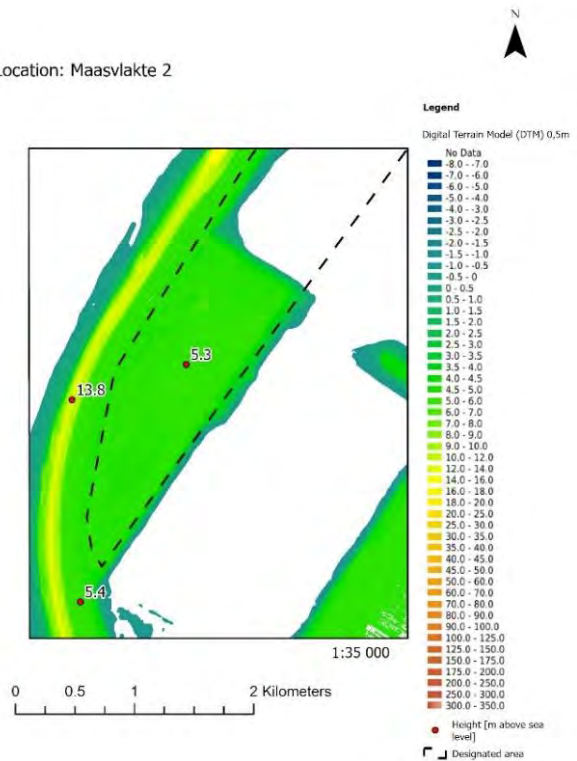 N
Location: Maasvlakte 2
Legend
Digital Terrain Model (DTM) 0,5m
No Data
-8.0 - -7.0
-7.0 - -6.0
-6.0 - -5.0
-5.0 - -4.0
-4.0 - -3.0
-3.0 - -2.5
-2.5 - -2.0
-2.0 - -1.5
-1.5 - -1.0
-1.0 - -0.5
-0.5 - 0
0 - 0.5
0.5 - 1.0
1.0 - 1.5
1.5 - 2.0
2.0 - 2.5
2.5 - 3.0
3.0 - 3.5
3.5 - 4.0
4.0 - 4.5
4.5 - 5.0
5.0 - 6.0
6.0 - 7.0
7.0 - 8.0
8.0 - 9.0
9.0 - 10.0
10.0 - 12.0
12.0 - 14.0
14.0 - 16.0
16.0 - 18.0
18.0 - 20.0
20.0 - 25.0
25.0 - 30.0
30.0 - 35.0
35.0 - 40.0
40.0 - 45.0
45.0 - 50.0
50.0 - 60.0
60.0 - 70.0
70.0 - 80.0
80.0 - 90.0
90.0 - 100.0
100.0 - 125.0
125.0 - 150.0
150.0 - 175.0
175.0 - 200.0
200.0 - 250.0
250.0 - 300.0
300.0 - 350.0
Height [m above sea
level]
Designated area
5.3
13.8
5.4
1:35 000
0 0.5 1 2 Kilometers